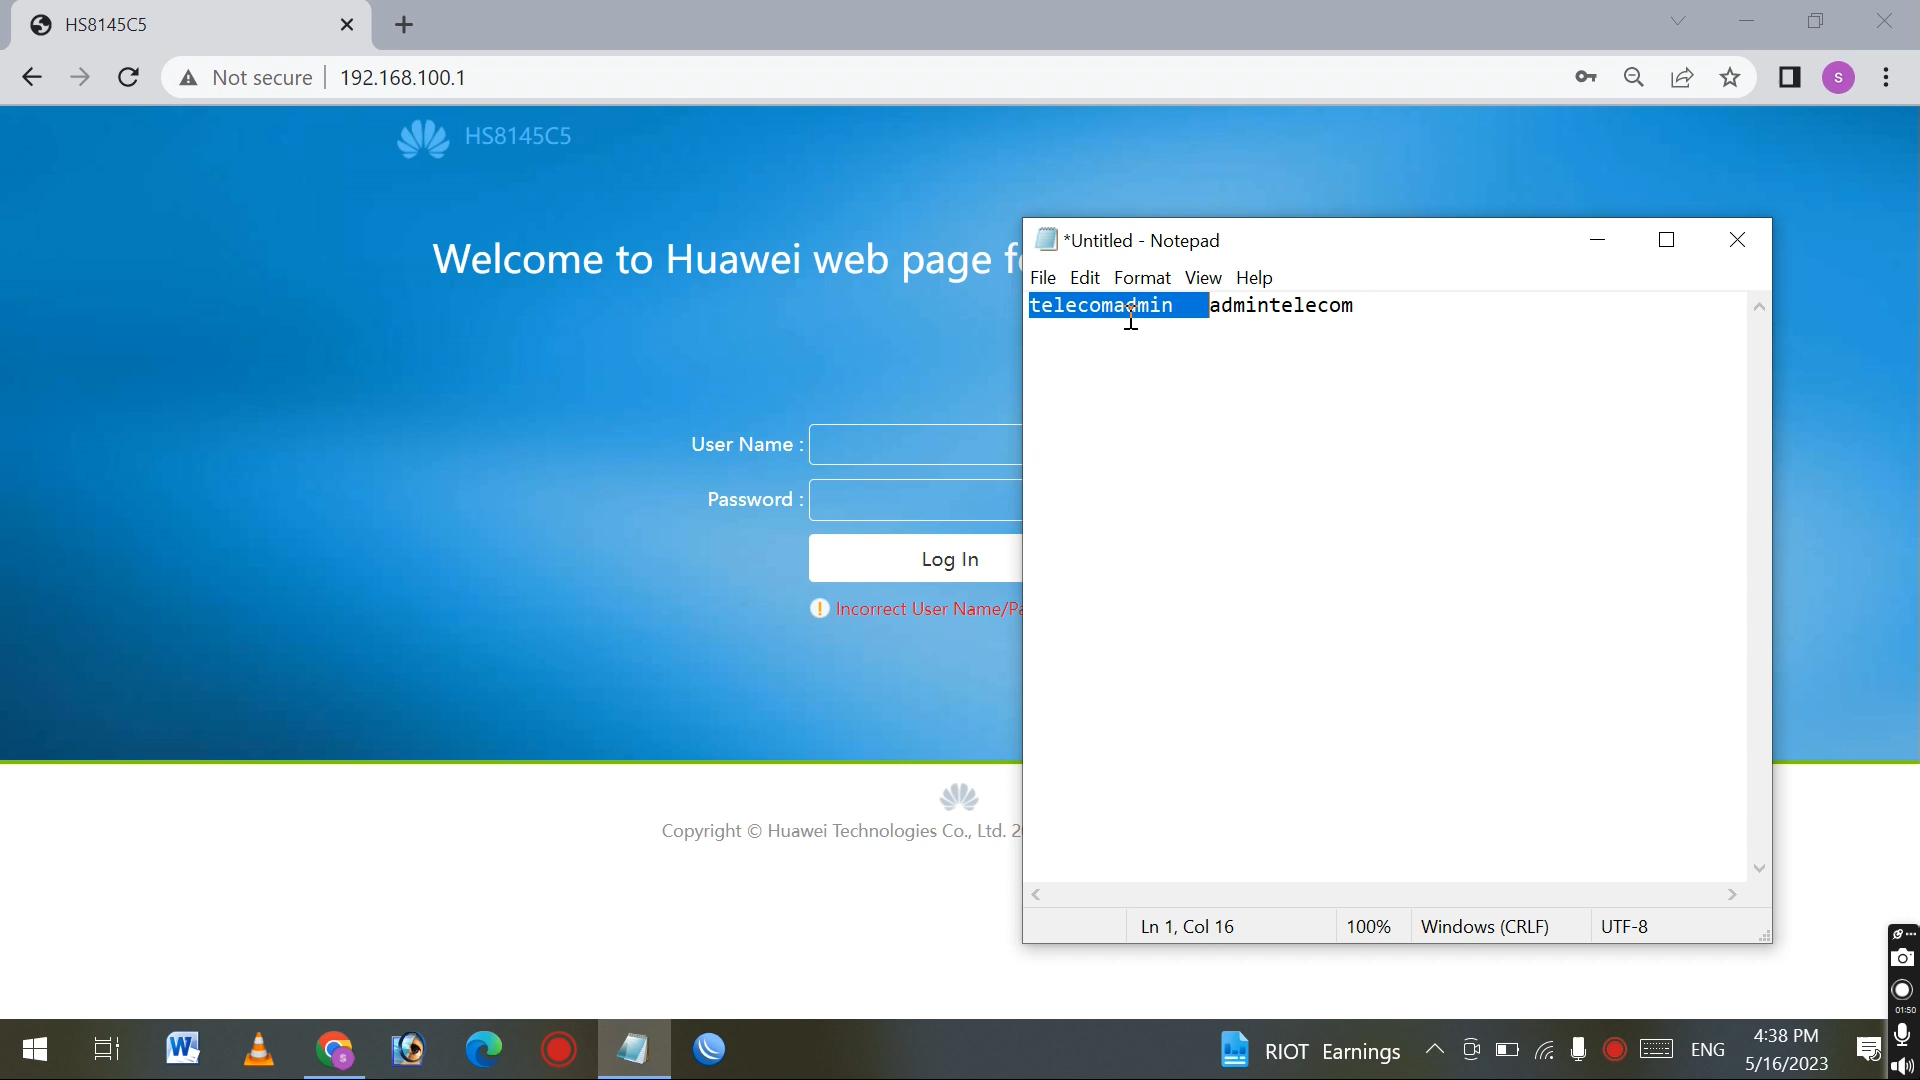 HS8145C5
Not secure
192.168.100.1
s
HS8145C5
Welcome to Huawei web page
*Untitled - Notepad
File Edit Format View Help
telecomadmin admintelecom
User Name :
Password :
Log In
Incorrect User Name/Pa
Copyright © Huawei Technologies Co., Ltd. 2
Ln 1, Col 16
100%
Windows (CRLF)
UTF-8
01:50
W
s
RIOT Earnings
ENG
4:38 PM
5/16/2023